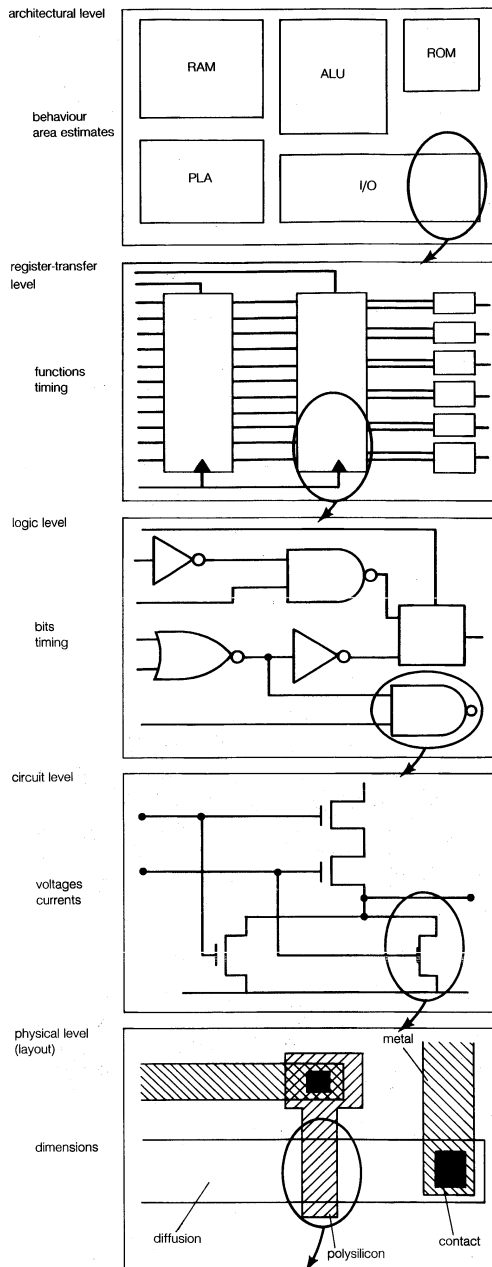 architectural level
RAM
ALU
ROM
behaviour
area estimates
PLA
I/O
register-transfer
level
functions
timing
logic level
bits
timing
circuit level
voltages
currents
physical level
(layout)
metal
dimensions
diffusion
polysilicon
contact